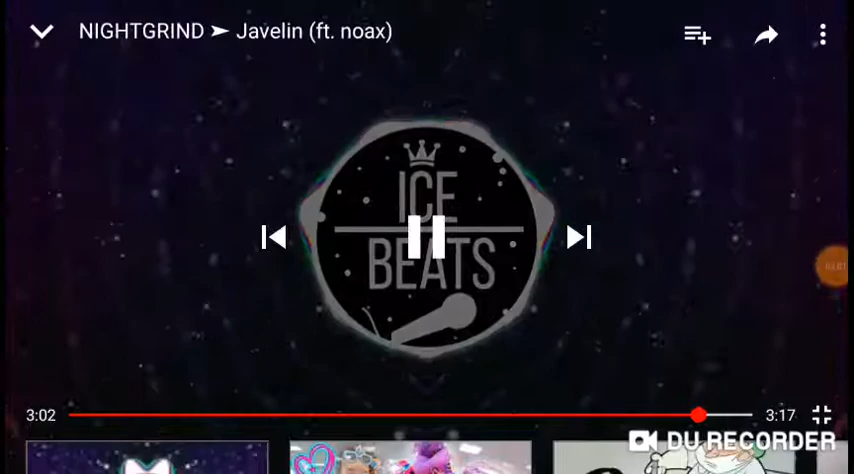 NIGHTGRIND ➢ Javelin (ft. noax)
ICE
BEATS
3:02
3:17
DU RECORDER